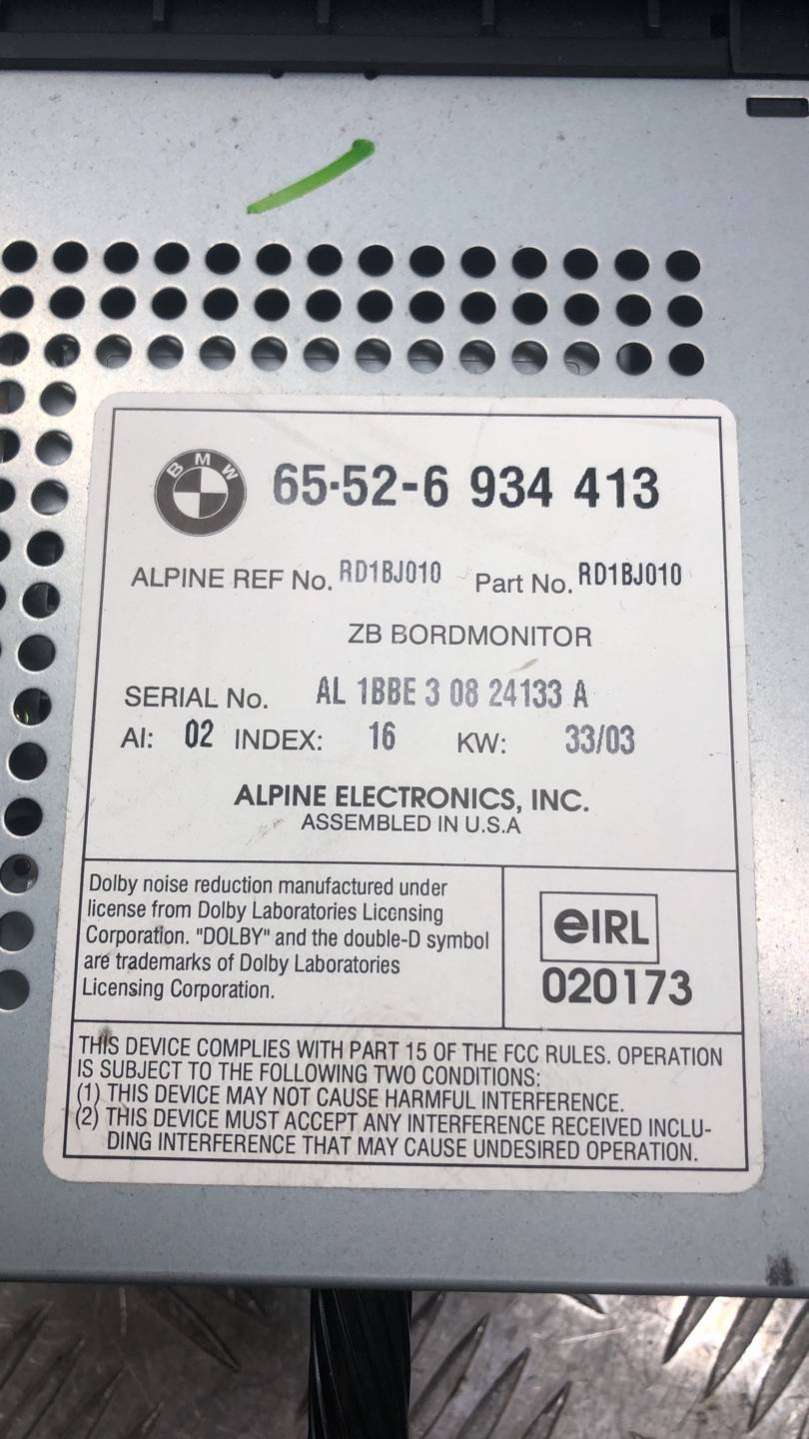 BMW
65-52-6 934 413
ALPINE REF No. RD1BJ010 Part No. RD1BJ010
ZB BORDMONITOR
SERIAL No. AL 1BBE 3 08 24133 A
AI: 02 INDEX: 16 KW: 33/03
ALPINE ELECTRONICS, INC.
ASSEMBLED IN U.S.A
Dolby noise reduction manufactured under
license from Dolby Laboratories Licensing
Corporation. "DOLBY" and the double-D symbol
are trademarks of Dolby Laboratories
Licensing Corporation.
eIRL
020173
THIS DEVICE COMPLIES WITH PART 15 OF THE FCC RULES. OPERATION
IS SUBJECT TO THE FOLLOWING TWO CONDITIONS:
(1) THIS DEVICE MAY NOT CAUSE HARMFUL INTERFERENCE.
(2) THIS DEVICE MUST ACCEPT ANY INTERFERENCE RECEIVED INCLU-
DING INTERFERENCE THAT MAY CAUSE UNDESIRED OPERATION.